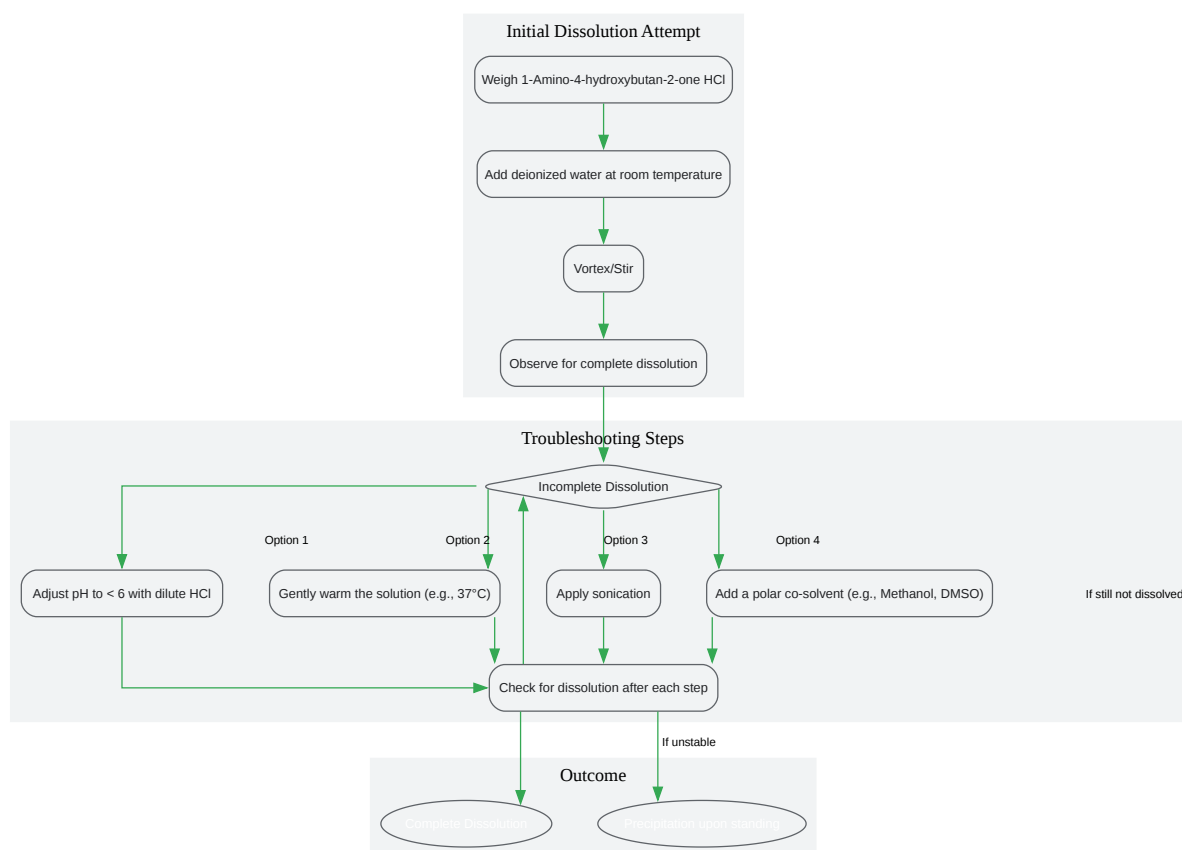 Initial Dissolution Attempt
Weigh 1-Amino-4-hydroxybutan-2-one HCl
Add deionized water at room temperature
Vortex/Stir
Observe for complete dissolution
Troubleshooting Steps
Incomplete Dissolution
Option 1
Option 2
Option 3
Option 4
Adjust pH to < 6 with dilute HCl
Gently warm the solution (e.g., 37°C)
Apply sonication
Add a polar co-solvent (e.g., Methanol, DMSO)
If still not dissolved
Check for dissolution after each step
If unstable
Outcome
Complete Dissolution
Precipitation upon standing